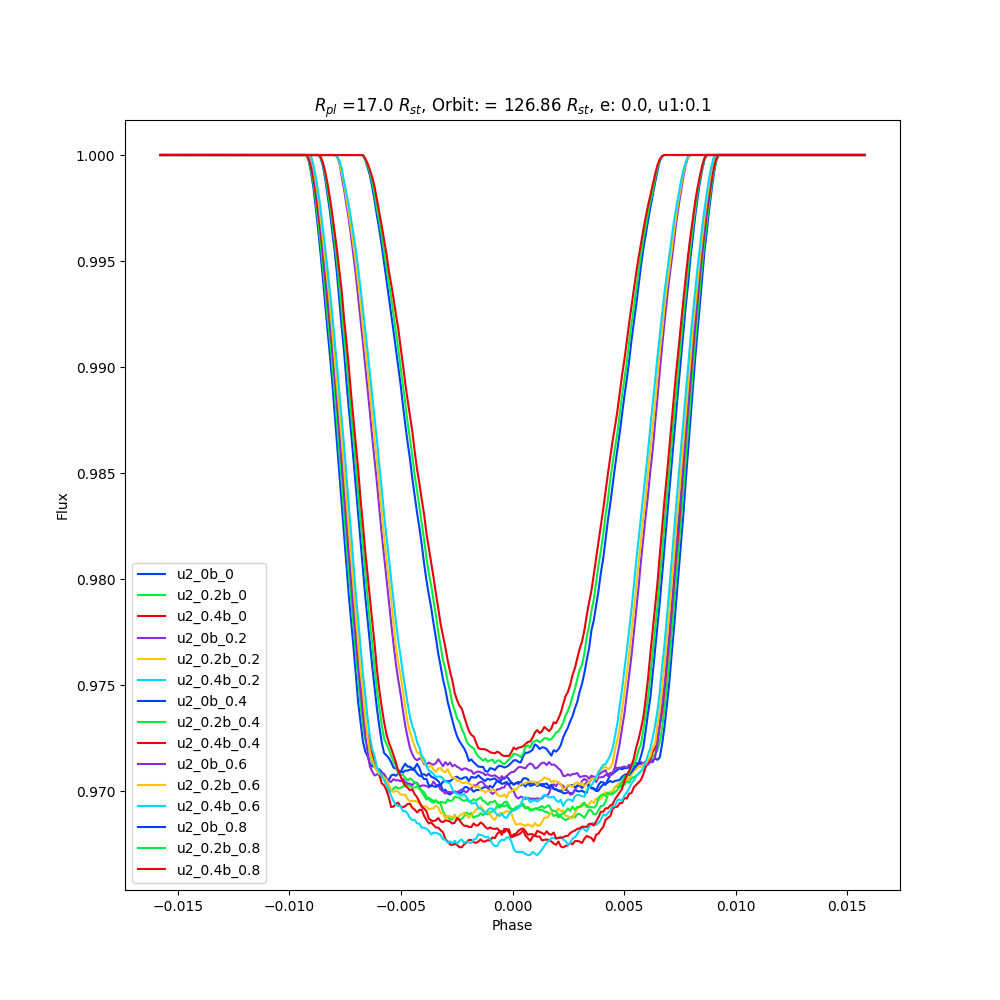 R_pl =17.0 R_st, Orbit: = 126.86 R_st, e: 0.0, u1:0.1
1.000
0.995
0.990
0.985
0.980
0.975
0.970
Flux
u2_0b_0
u2_0.2b_0
u2_0.4b_0
u2_0b_0.2
u2_0.2b_0.2
u2_0.4b_0.2
u2_0b_0.4
u2_0.2b_0.4
u2_0.4b_0.4
u2_0b_0.6
u2_0.2b_0.6
u2_0.4b_0.6
u2_0b_0.8
u2_0.2b_0.8
u2_0.4b_0.8
−0.015 −0.010 −0.005 0.000 0.005 0.010 0.015
Phase